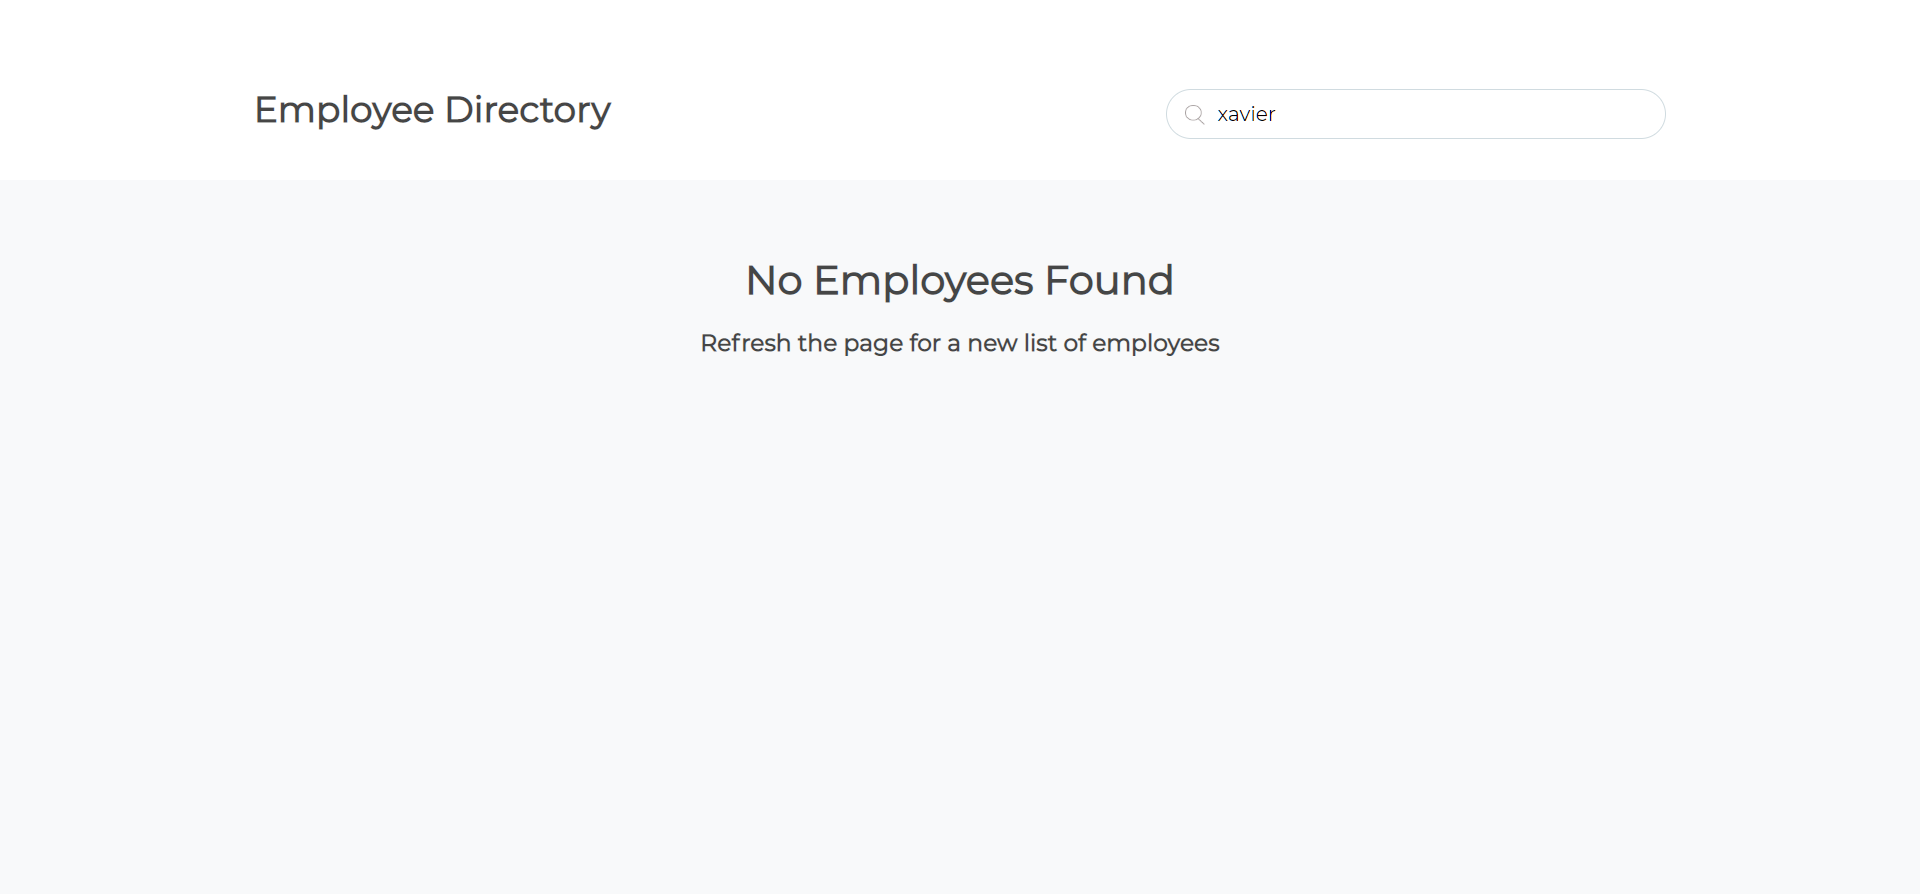 Employee Directory
xavier
No Employees Found
Refresh the page for a new list of employees